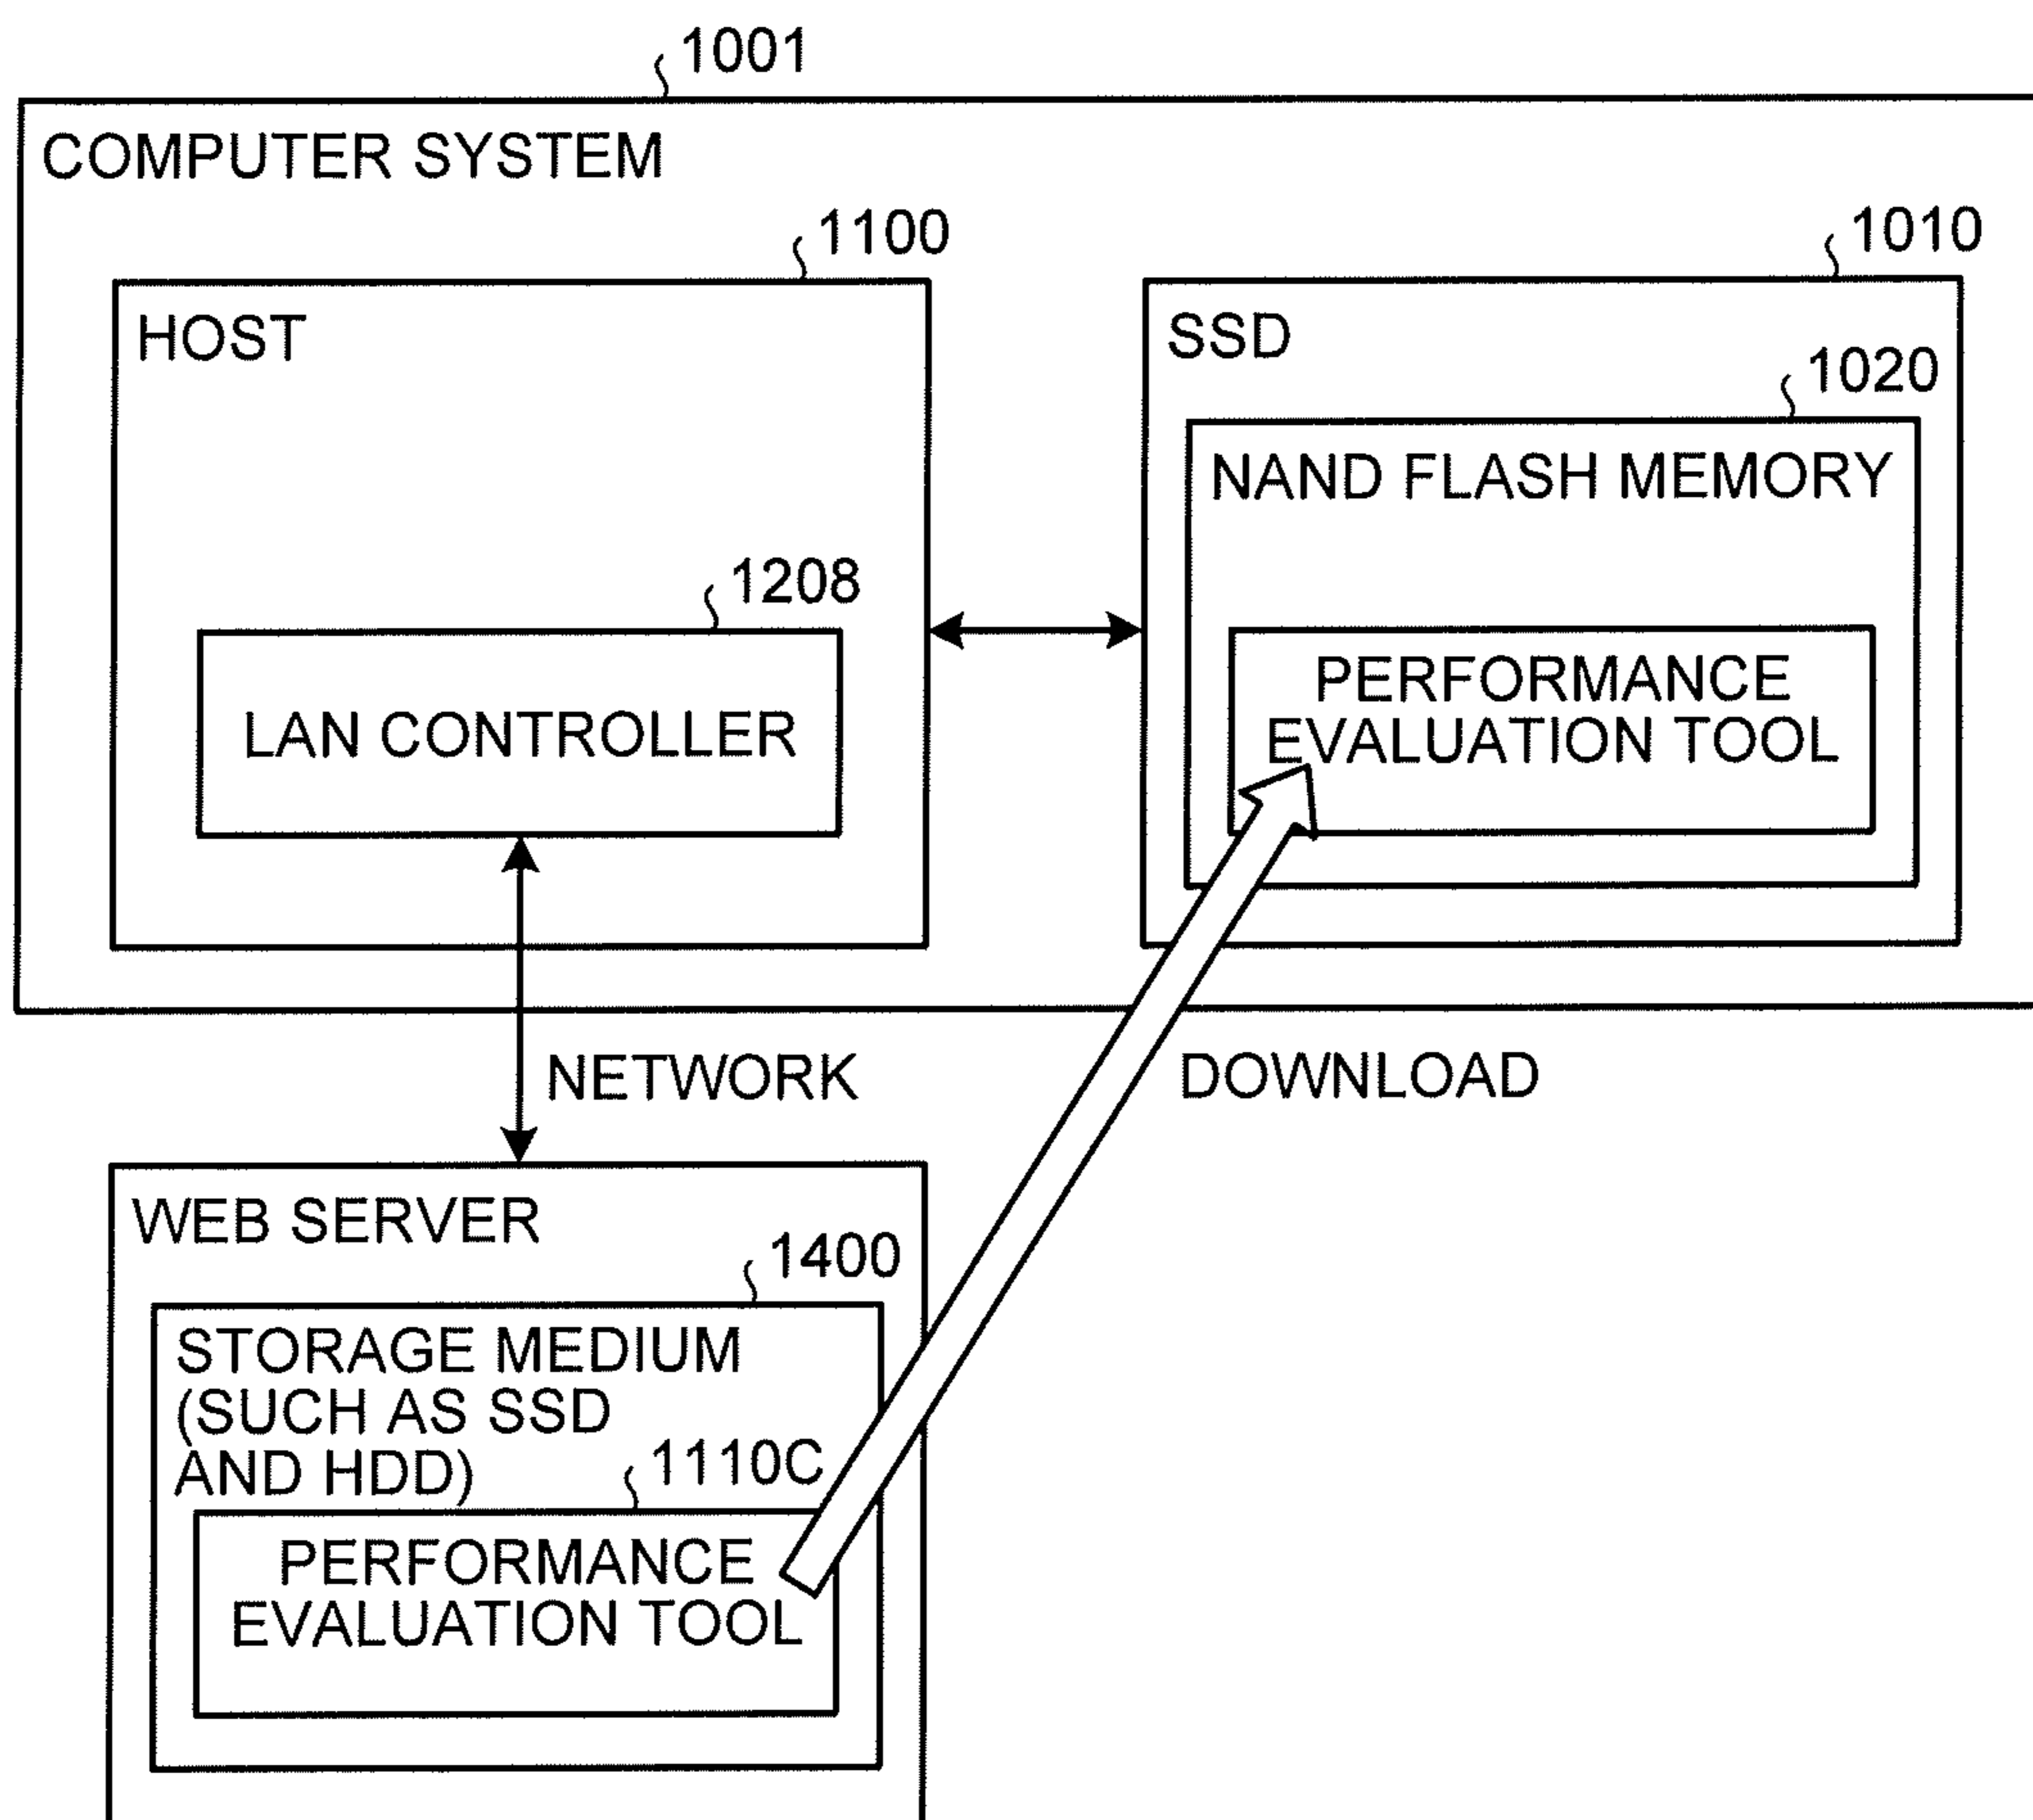 1001
COMPUTER SYSTEM
1100
HOST
1010
SSD
1020
NAND FLASH MEMORY
1208
LAN CONTROLLER
PERFORMANCE
EVALUATION TOOL
NETWORK
DOWNLOAD
WEB SERVER
1400
STORAGE MEDIUM
(SUCH AS SSD
AND HDD)
1110C
PERFORMANCE
EVALUATION TOOL